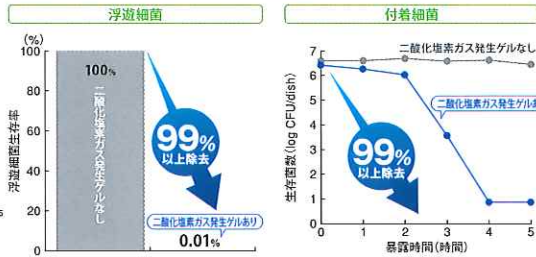 浮遊細菌
(%)
100
80
60
40
20
0
浮遊細菌生存率
100%
二酸化塩素ガス発生ゲルなし
99%
以上除去
二酸化塩素ガス発生ゲルあり
0.01%
付着細菌
7
6
5
4
3
2
1
0
生存菌数(log CFU/dish)
二酸化塩素ガス発生ゲルなし
二酸化塩素ガス発生ゲルあ
99%
以上除去
0 1 2 3 4 5
暴露時間(時間)